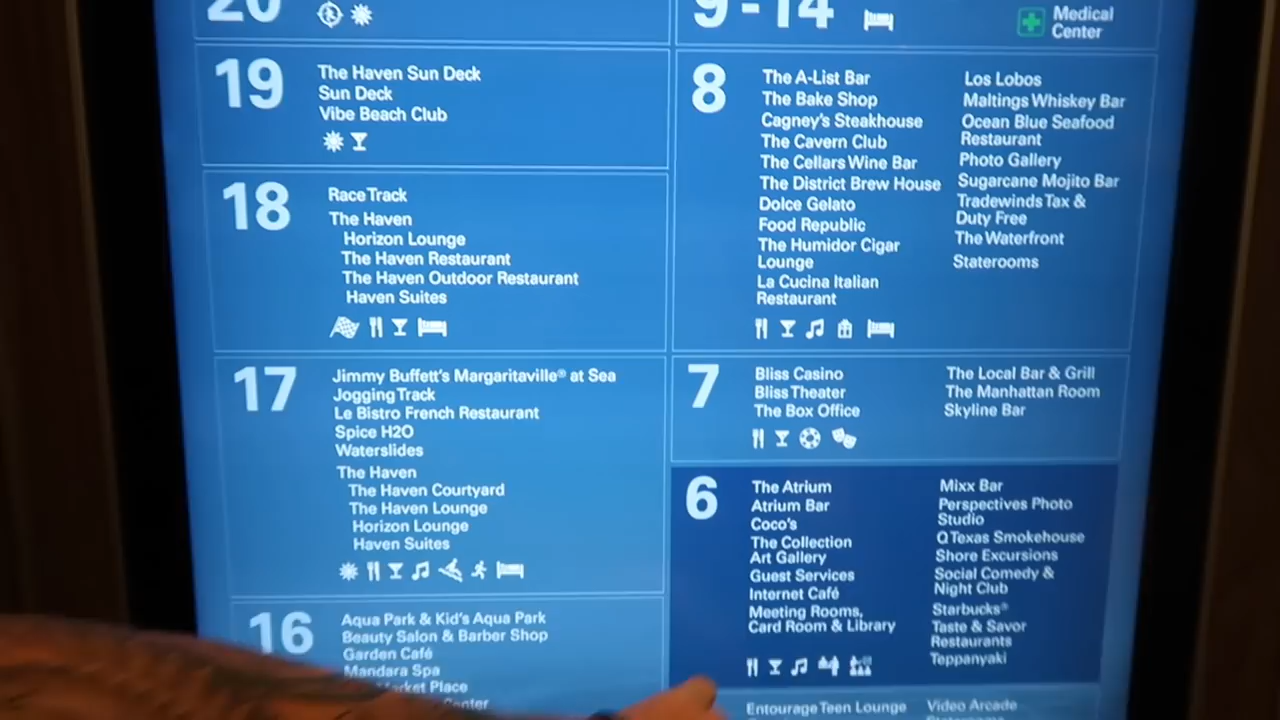 20
19
The Haven Sun Deck
Sun Deck
Vibe Beach Club
18
Race Track
The Haven
Horizon Lounge
The Haven Restaurant
The Haven Outdoor Restaurant
Haven Suites
17
Jimmy Buffett's Margaritaville® at Sea
Jogging Track
Le Bistro French Restaurant
Spice H2O
Waterslides
The Haven
The Haven Courtyard
The Haven Lounge
Horizon Lounge
Haven Suites
16
Aqua Park & Kid's Aqua Park
Beauty Salon & Barber Shop
Garden Café
Mandara Spa
Place
9-14
Medical
Center
8
The A-List Bar
The Bake Shop
Cagney's Steakhouse
The Cavern Club
The Cellars Wine Bar
The District Brew House
Dolce Gelato
Food Republic
The Humidor Cigar
Lounge
La Cucina Italian
Restaurant
Los Lobos
Maltings Whiskey Bar
Ocean Blue Seafood
Restaurant
Photo Gallery
Sugarcane Mojito Bar
Tradewinds Tax &
Duty Free
The Waterfront
Staterooms
7
Bliss Casino
Bliss Theater
The Box Office
The Local Bar & Grill
The Manhattan Room
Skyline Bar
6
The Atrium
Atrium Bar
Coco's
The Collection
Art Gallery
Guest Services
Internet Café
Meeting Rooms,
Card Room & Library
Mixx Bar
Perspectives Photo
Studio
Q Texas Smokehouse
Shore Excursions
Social Comedy &
Night Club
Starbucks®
Taste & Savor
Restaurants
Teppanyaki
Entourage Teen Lounge
Video Arcade